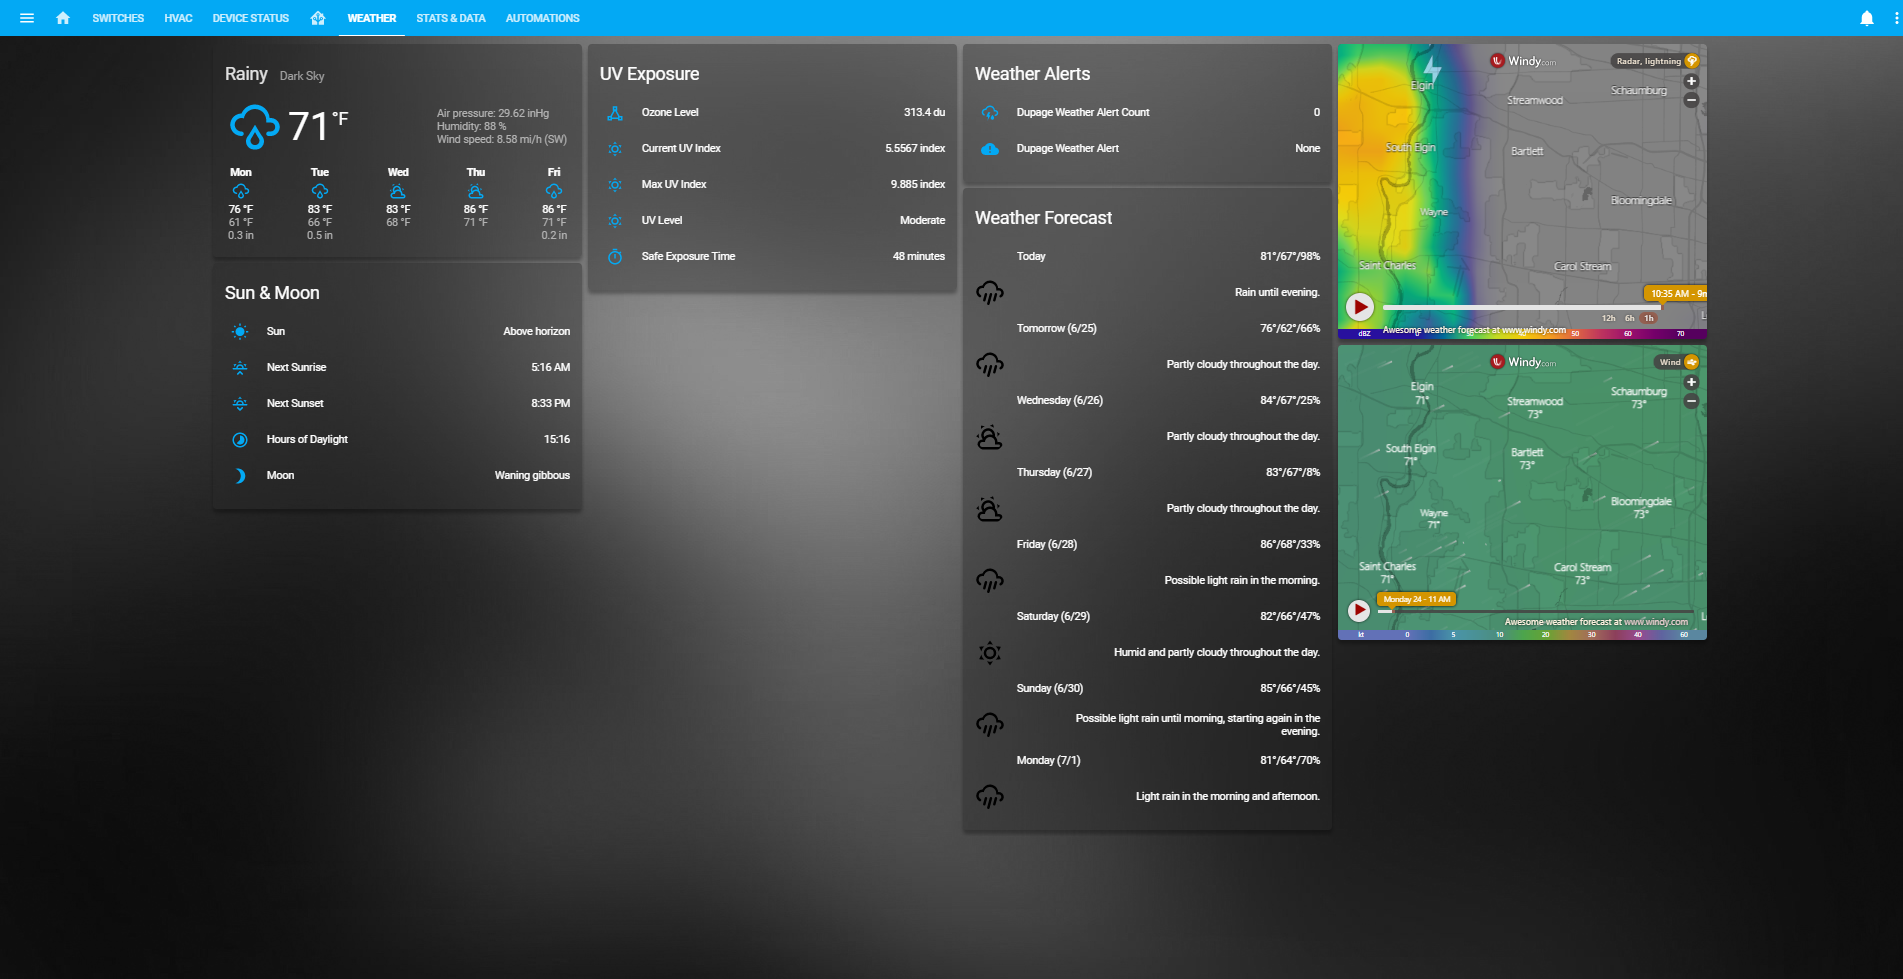 SWITCHES HVAC DEVICE STATUS WEATHER STATS & DATA AUTOMATIONS
Rainy Dark Sky
71 °F
Air pressure: 29.62 inHg
Humidity: 88 %
Wind speed: 8.58 mi/h (SW)
Mon Tue Wed Thu Fri
76 °F 83 °F 83 °F 86 °F 86 °F
61 °F 66 °F 68 °F 71 °F 71 °F
0.3 in 0.5 in 0.2 in
Sun & Moon
Sun Above horizon
Next Sunrise 5:16 AM
Next Sunset 8:33 PM
Hours of Daylight 15:16
Moon Waning gibbous
UV Exposure
Ozone Level 313.4 du
Current UV Index 5.5567 index
Max UV Index 9.885 index
UV Level Moderate
Safe Exposure Time 48 minutes
Weather Alerts
Dupage Weather Alert Count 0
Dupage Weather Alert None
Weather Forecast
Today 81°/67°/98%
Rain until evening.
Tomorrow (6/25) 76°/62°/66%
Partly cloudy throughout the day.
Wednesday (6/26) 84°/67°/25%
Partly cloudy throughout the day.
Thursday (6/27) 83°/67°/8%
Partly cloudy throughout the day.
Friday (6/28) 86°/68°/33%
Possible light rain in the morning.
Saturday (6/29) 82°/66°/47%
Humid and partly cloudy throughout the day.
Sunday (6/30) 85°/66°/45%
Possible light rain until morning, starting again in the
evening.
Monday (7/1) 81°/64°/70%
Light rain in the morning and afternoon.
Windy.com Radar, lightning
Elgin Schaumburg
Streamwood
South Elgin Bartlett
Bloomingdale
Wayne
Saint Charles Carol Stream
10:35 AM - 9m
12h 6h 1h L
Awesome weather forecast at www.windy.com
dBZ 50 60 70
Windy.com Wind
Elgin Schaumburg
71° 73°
Streamwood
73°
South Elgin Bartlett
71° 73°
Bloomingdale
73°
Wayne
71°
Saint Charles Carol Stream
71° 73°
Monday 24 - 11 AM
L
Awesome weather forecast at www.windy.com
kt 0 5 10 20 30 40 60